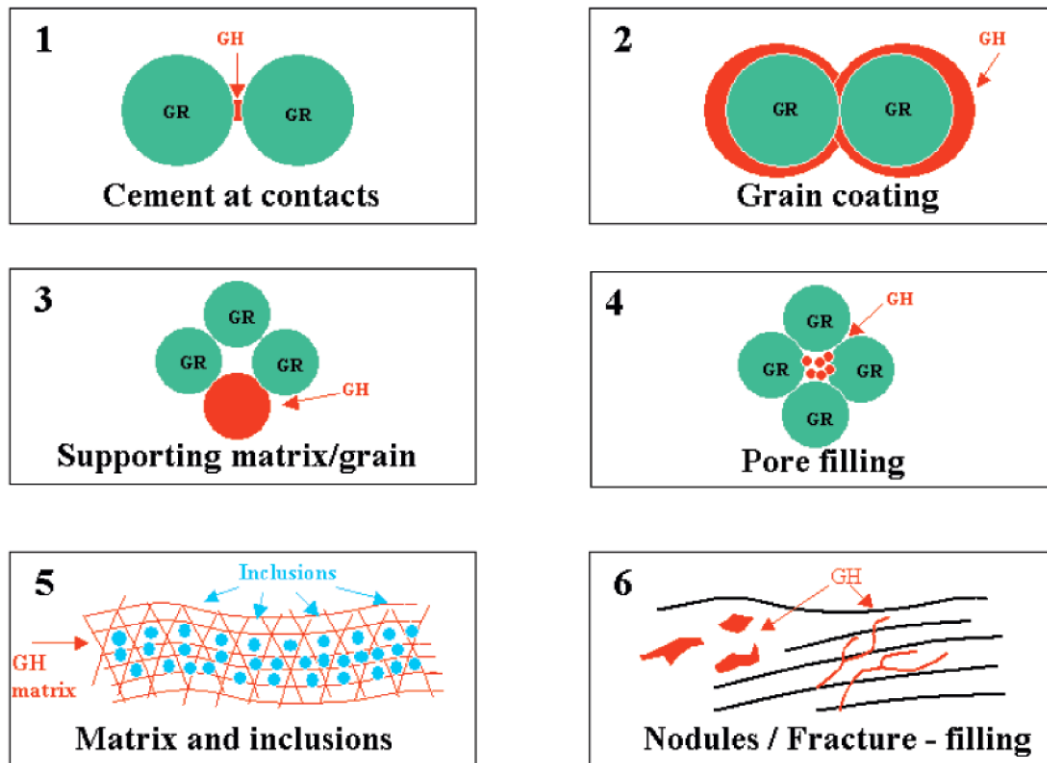 1
GH
GR
GR
Cement at contacts
2
GH
GR
GR
Grain coating
3
GR
GR
GR
GH
Supporting matrix/grain
4
GH
GR
GR
GR
GR
Pore filling
5
Inclusions
GH
matrix
Matrix and inclusions
6
GH
Nodules / Fracture - filling